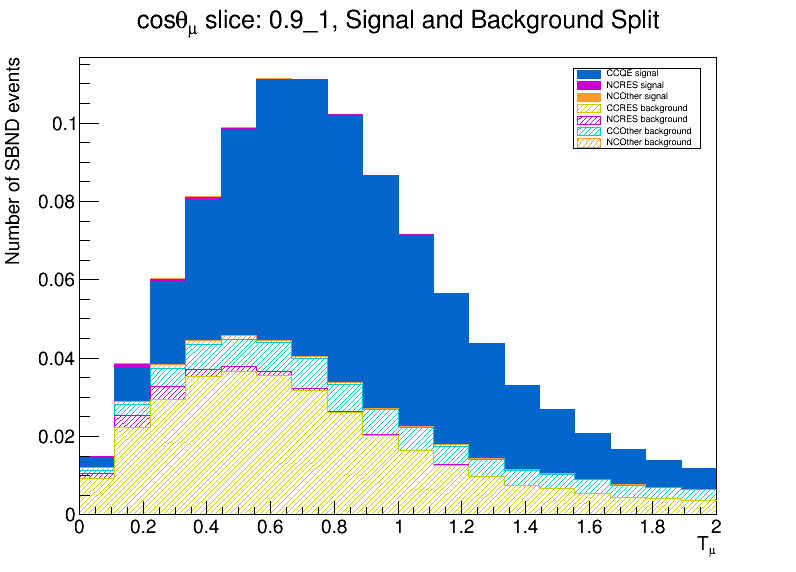 cosθμ slice: 0.9_1, Signal and Background Split
Number of SBND events
CCQE signal
NCRES signal
NCOther signal
CCRES background
NCRES background
CCOther background
NCOther background
0.1
0.08
0.06
0.04
0.02
0
0 0.2 0.4 0.6 0.8 1 1.2 1.4 1.6 1.8 2
Tμ